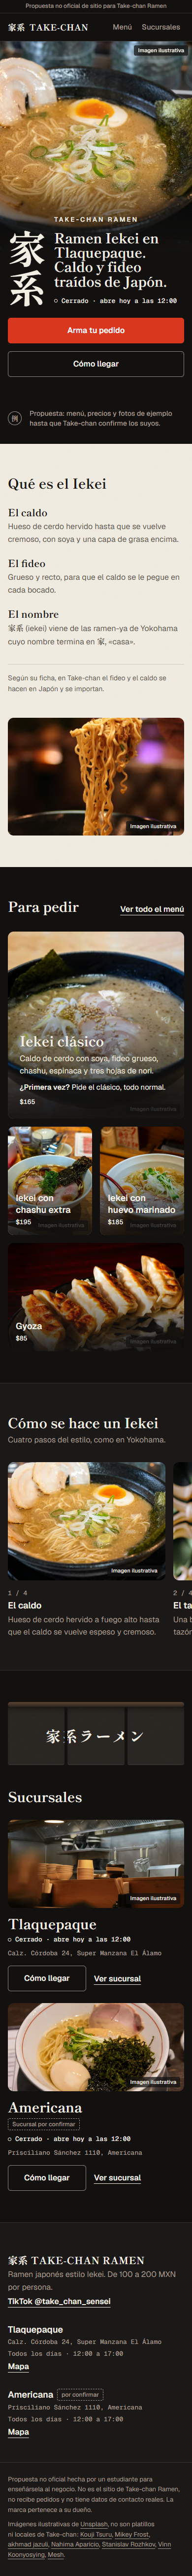 Propuesta no oficial de sitio para Take-chan Ramen
家系 TAKE-CHAN
Menú
Sucursales
Imagen ilustrativa
TAKE-CHAN RAMEN
家系
Ramen Iekei en
Tlaquepaque.
Caldo y fideo
traídos de Japón.
Cerrado · abre hoy a las 12:00
Arma tu pedido
Cómo llegar
例
Propuesta: menú, precios y fotos de ejemplo
hasta que Take-chan confirme los suyos.
Qué es el Iekei
El caldo
Hueso de cerdo hervido hasta que se vuelve
cremoso, con soya y una capa de grasa encima.
El fideo
Grueso y recto, para que el caldo se le pegue en
cada bocado.
El nombre
家系 (iekei) viene de las ramen-ya de Yokohama
cuyo nombre termina en 家, «casa».
Según su ficha, en Take-chan el fideo y el caldo se
hacen en Japón y se importan.
Imagen ilustrativa
Para pedir
Ver todo el menú
Iekei clásico
Caldo de cerdo con soya, fideo grueso,
chashu, espinaca y tres hojas de nori.
¿Primera vez? Pide el clásico, todo normal.
$165
Imagen ilustrativa
Iekei con
chashu extra
$195
Imagen ilustrativa
Iekei con
huevo marinado
$185
Imagen ilustrativa
Gyoza
$85
Imagen ilustrativa
Cómo se hace un Iekei
Cuatro pasos del estilo, como en Yokohama.
Imagen ilustrativa
1 / 4
El caldo
Hueso de cerdo hervido a fuego alto hasta
que el caldo se vuelve espeso y cremoso.
2 / 4
El ta
Una b
tazón
家系ラーメン
Sucursales
Imagen ilustrativa
Tlaquepaque
Cerrado · abre hoy a las 12:00
Calz. Córdoba 24, Super Manzana El Álamo
Cómo llegar
Ver sucursal
Imagen ilustrativa
Americana
Sucursal por confirmar
Cerrado · abre hoy a las 12:00
Prisciliano Sánchez 1110, Americana
Cómo llegar
Ver sucursal
家系 TAKE-CHAN RAMEN
Ramen japonés estilo Iekei. De 100 a 200 MXN
por persona.
TikTok @take_chan_sensei
Tlaquepaque
Calz. Córdoba 24, Super Manzana El Álamo
Todos los días · 12:00 a 17:00
Mapa
Americana
por confirmar
Prisciliano Sánchez 1110, Americana
Todos los días · 12:00 a 17:00
Mapa
Propuesta no oficial hecha por un estudiante para
enseñársela al negocio. No es el sitio de Take-chan Ramen,
no recibe pedidos y no tiene datos de contacto reales. La
marca pertenece a su dueño.
Imágenes ilustrativas de Unsplash, no son platillos
ni locales de Take-chan: Kouji Tsuru, Mikey Frost,
akhmad jazuli, Nahima Aparicio, Stanislav Rozhkov, Vinn
Koonyosying, Mesh.